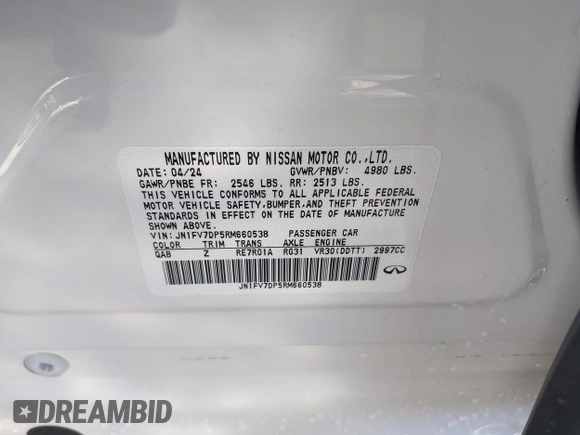 MANUFACTURED BY NISSAN MOTOR CO.,LTD.
DATE: 04/24 GVWR/PNBV: 4980 LBS.
GAWR/PNBE FR: 2546 LBS. RR: 2513 LBS.
THIS VEHICLE CONFORMS TO ALL APPLICABLE FEDERAL
MOTOR VEHICLE SAFETY,BUMPER,AND THEFT PREVENTION
STANDARDS IN EFFECT ON THE DATE OF MANUFACTURE
SHOWN ABOVE.
VIN: JN1FV7DP5RM660538 PASSENGER CAR
COLOR TRIM TRANS AXLE ENGINE
QAB Z RE7R01A RG31 VR30(DDTT) 2997CC
JN1FV7DP5RM660538
DREAMBID